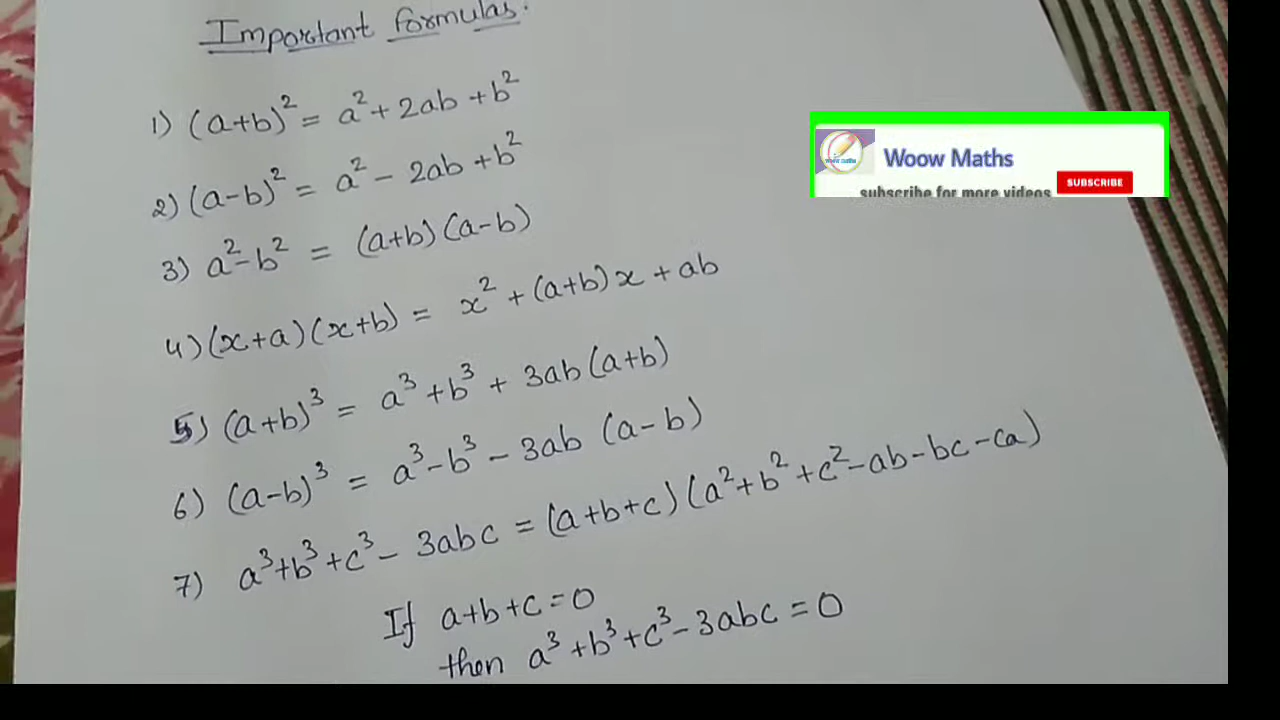 Important formulas.
1) (a+b)² = a² + 2ab + b²
2) (a-b)² = a² - 2ab + b²
3) a² - b² = (a+b) (a-b)
4) (x+a) (x+b) = x² + (a+b)x + ab
5) (a+b)³ = a³ + b³ + 3ab (a+b)
6) (a-b)³ = a³ - b³ - 3ab (a-b)
7) a³ + b³ + c³ - 3abc = (a+b+c) (a² + b² + c² - ab - bc - ca)
If a+b+c = 0
then a³ + b³ + c³ - 3abc = 0
Woow Maths
subscribe for more videos
SUBSCRIBE